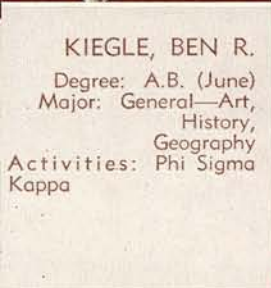 KIEGLE, BEN R.
Degree: A.B. (June)
Major: General—Art,
History,
Geography
Activities: Phi Sigma
Kappa